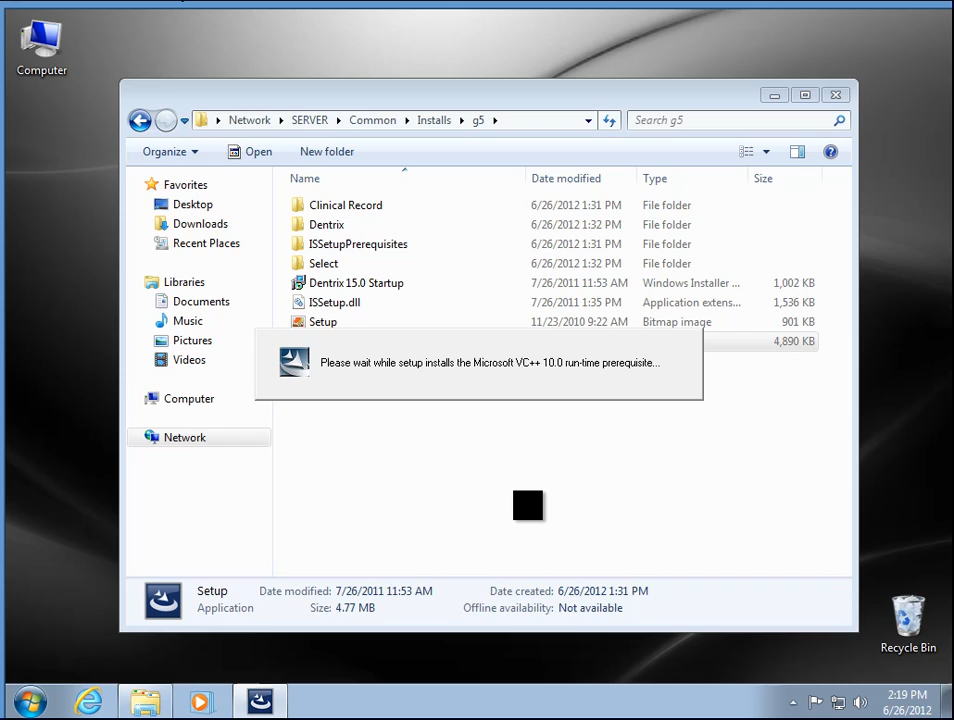 Computer
Network SERVER Common Installs g5
Search g5
Organize Open New folder
Name Date modified Type Size
Favorites
Desktop
Downloads
Recent Places
Libraries
Documents
Music
Pictures
Videos
Computer
Network
Clinical Record 6/26/2012 1:31 PM File folder
Dentrix 6/26/2012 1:32 PM File folder
ISSetupPrerequisites 6/26/2012 1:31 PM File folder
Select 6/26/2012 1:32 PM File folder
Dentrix 15.0 Startup 7/26/2011 11:53 AM Windows Installer ... 1,002 KB
ISSetup.dll 7/26/2011 1:35 PM Application extens... 1,536 KB
Setup 11/23/2010 9:22 AM Bitmap image 901 KB
4,890 KB
Please wait while setup installs the Microsoft VC++ 10.0 run-time prerequisite...
Setup Date modified: 7/26/2011 11:53 AM Date created: 6/26/2012 1:31 PM
Application Size: 4.77 MB Offline availability: Not available
Recycle Bin
2:19 PM
6/26/2012